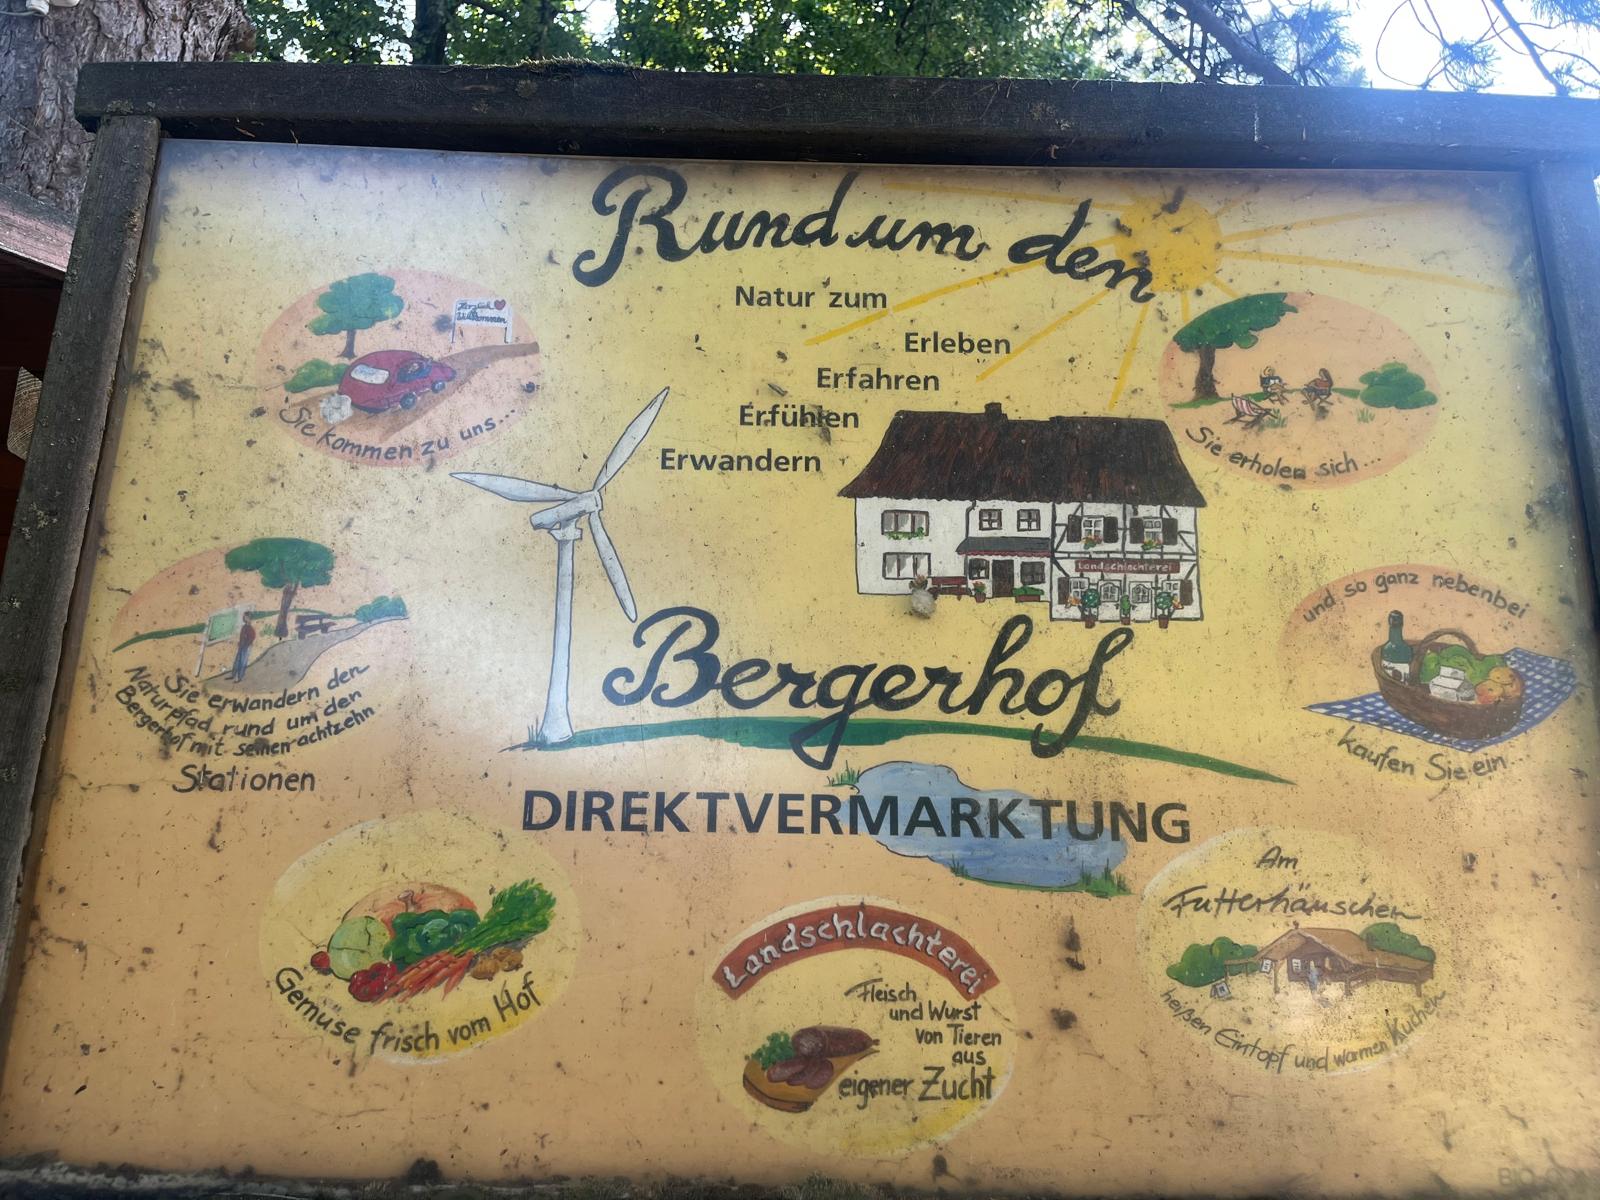 Rund um den
Natur zum
Erleben
Erfahren
Erfühlen
Erwandern
Herzlich
Willkommen
Sie kommen zu uns...
Sie erholen sich...
Landschlachterei
Bergerhof
Sie erwandern den
Naturpfad rund um den
Bergerhof mit seinen achtzehn
Stationen
und so ganz nebenbei
kaufen Sie ein...
DIREKTVERMARKTUNG
Gemüse frisch vom Hof
Landschlachterei
Fleisch
und Wurst
von Tieren
aus
eigener Zucht
Am
Futterhäuschen
heißen Eintopf und warmen Kuchen